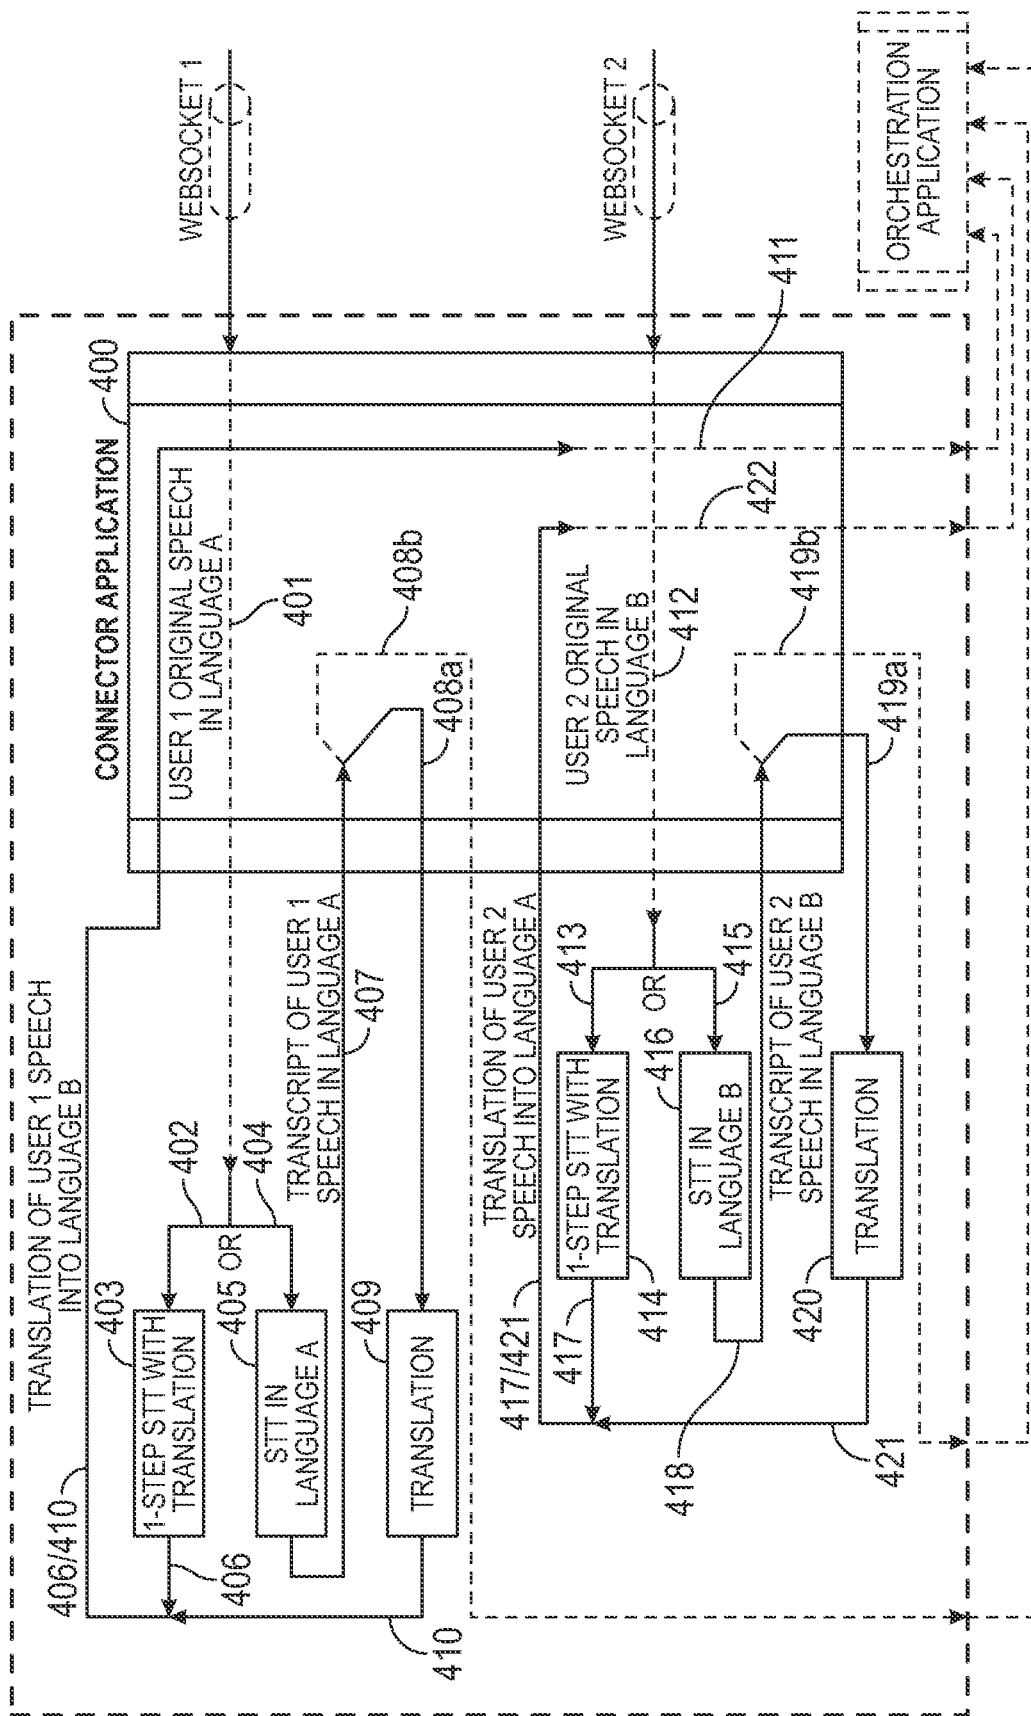 TRANSLATION OF USER 1 SPEECH
INTO LANGUAGE B
406/410
403
1-STEP STT WITH
TRANSLATION
406
402
OR
404
405
STT IN
LANGUAGE A
409
TRANSLATION
410
TRANSCRIPT OF USER 1
SPEECH IN LANGUAGE A
407
CONNECTOR APPLICATION
400
USER 1 ORIGINAL SPEECH
IN LANGUAGE A
401
408b
408a
WEBSOCKET 1
TRANSLATION OF USER 2
SPEECH INTO LANGUAGE A
417/421
417
1-STEP STT WITH
TRANSLATION
414
413
OR
415
416
STT IN
LANGUAGE B
418
TRANSCRIPT OF USER 2
SPEECH IN LANGUAGE B
420
TRANSLATION
421
USER 2 ORIGINAL
SPEECH IN
LANGUAGE B
412
411
422
419b
419a
WEBSOCKET 2
ORCHESTRATION
APPLICATION